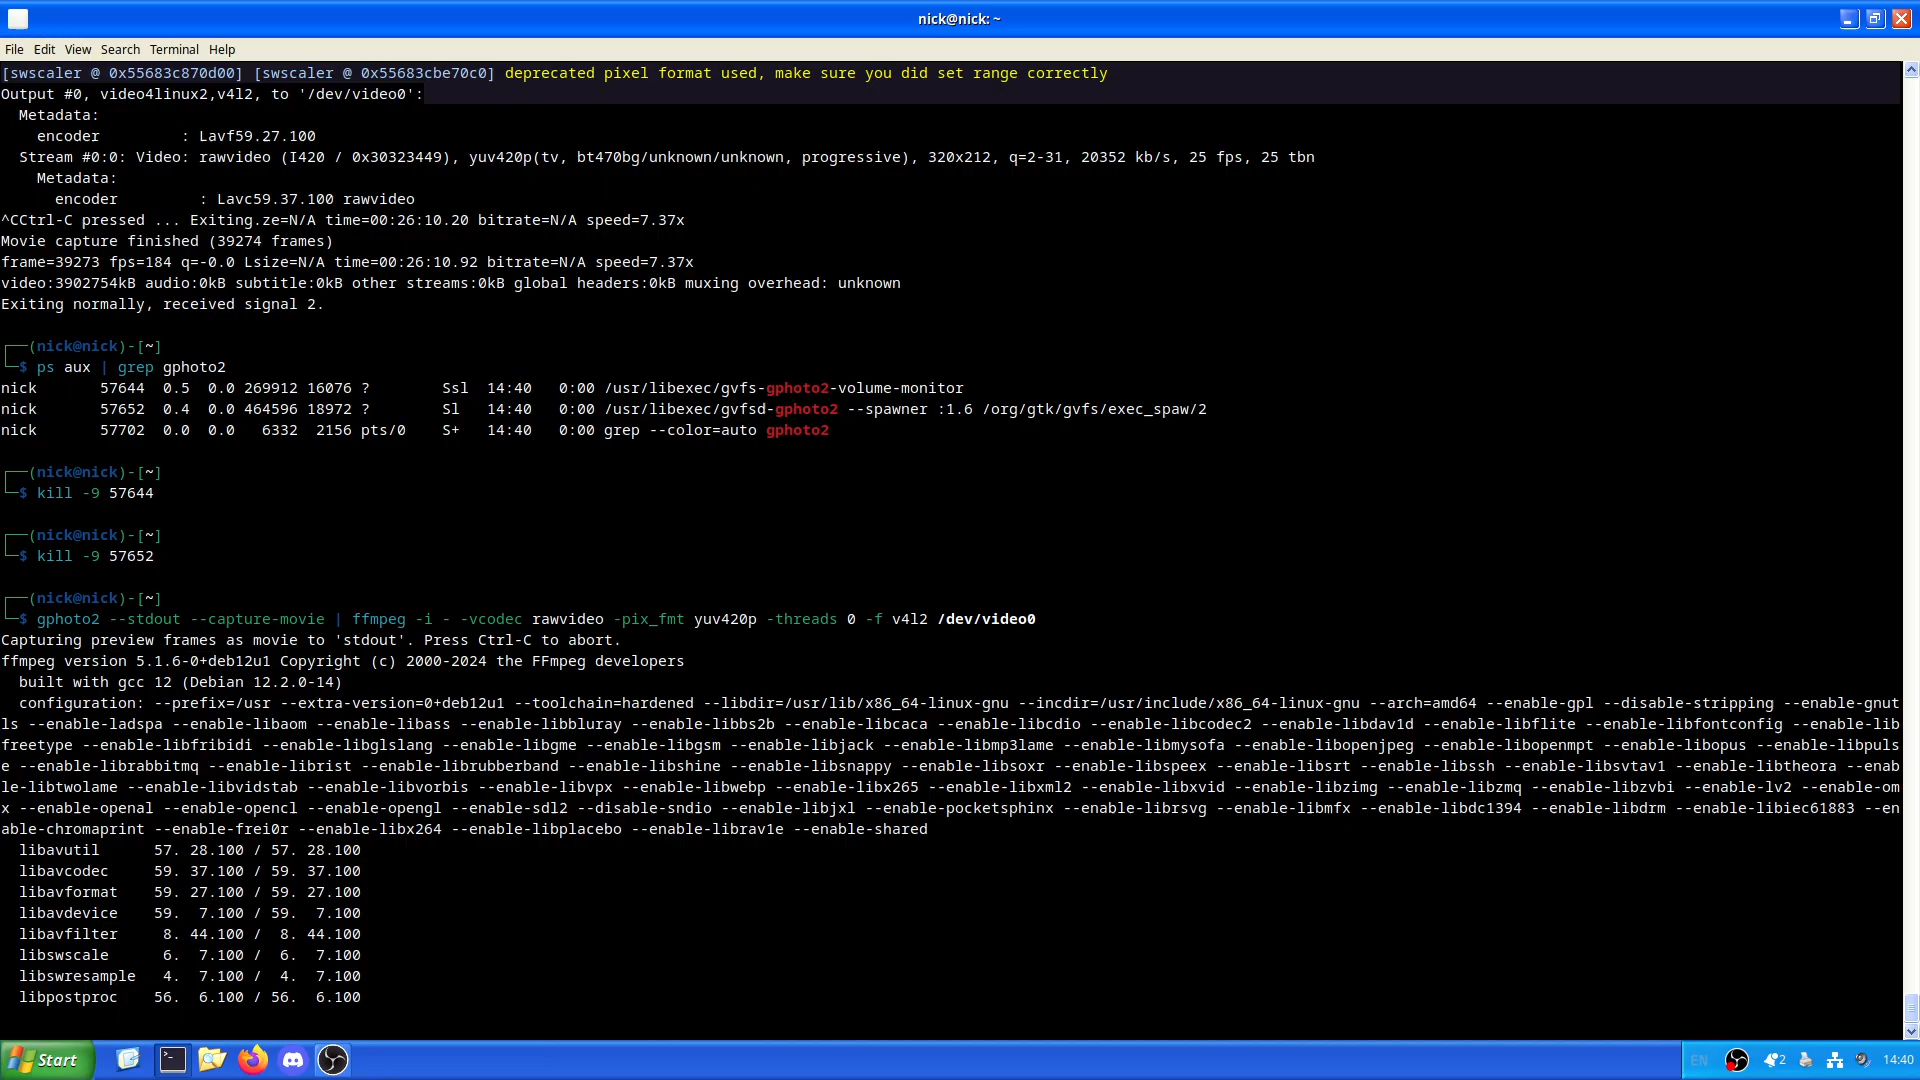 nick@nick: ~
File Edit View Search Terminal Help
[swscaler @ 0x55683c870d00] [swscaler @ 0x55683cbe70c0] deprecated pixel format used, make sure you did set range correctly
Output #0, video4linux2,v4l2, to '/dev/video0':
  Metadata:
    encoder         : Lavf59.27.100
  Stream #0:0: Video: rawvideo (I420 / 0x30323449), yuv420p(tv, bt470bg/unknown/unknown, progressive), 320x212, q=2-31, 20352 kb/s, 25 fps, 25 tbn
    Metadata:
      encoder         : Lavc59.37.100 rawvideo
^CCtrl-C pressed ... Exiting.ze=N/A time=00:26:10.20 bitrate=N/A speed=7.37x
Movie capture finished (39274 frames)
frame=39273 fps=184 q=-0.0 Lsize=N/A time=00:26:10.92 bitrate=N/A speed=7.37x
video:3902754kB audio:0kB subtitle:0kB other streams:0kB global headers:0kB muxing overhead: unknown
Exiting normally, received signal 2.
┌──(nick@nick)-[~]
└─$ ps aux | grep gphoto2
nick       57644  0.5  0.0 269912 16076 ?        Ssl  14:40   0:00 /usr/libexec/gvfs-gphoto2-volume-monitor
nick       57652  0.4  0.0 464596 18972 ?        Sl   14:40   0:00 /usr/libexec/gvfsd-gphoto2 --spawner :1.6 /org/gtk/gvfs/exec_spaw/2
nick       57702  0.0  0.0   6332  2156 pts/0    S+   14:40   0:00 grep --color=auto gphoto2
┌──(nick@nick)-[~]
└─$ kill -9 57644
┌──(nick@nick)-[~]
└─$ kill -9 57652
┌──(nick@nick)-[~]
└─$ gphoto2 --stdout --capture-movie | ffmpeg -i - -vcodec rawvideo -pix_fmt yuv420p -threads 0 -f v4l2 /dev/video0
Capturing preview frames as movie to 'stdout'. Press Ctrl-C to abort.
ffmpeg version 5.1.6-0+deb12u1 Copyright (c) 2000-2024 the FFmpeg developers
  built with gcc 12 (Debian 12.2.0-14)
  configuration: --prefix=/usr --extra-version=0+deb12u1 --toolchain=hardened --libdir=/usr/lib/x86_64-linux-gnu --incdir=/usr/include/x86_64-linux-gnu --arch=amd64 --enable-gpl --disable-stripping --enable-gnut
ls --enable-ladspa --enable-libaom --enable-libass --enable-libbluray --enable-libbs2b --enable-libcaca --enable-libcdio --enable-libcodec2 --enable-libdav1d --enable-libflite --enable-libfontconfig --enable-lib
freetype --enable-libfribidi --enable-libglslang --enable-libgme --enable-libgsm --enable-libjack --enable-libmp3lame --enable-libmysofa --enable-libopenjpeg --enable-libopenmpt --enable-libopus --enable-libpuls
e --enable-librabbitmq --enable-librist --enable-librubberband --enable-libshine --enable-libsnappy --enable-libsoxr --enable-libspeex --enable-libsrt --enable-libssh --enable-libsvtav1 --enable-libtheora --enab
le-libtwolame --enable-libvidstab --enable-libvorbis --enable-libvpx --enable-libwebp --enable-libx265 --enable-libxml2 --enable-libxvid --enable-libzimg --enable-libzmq --enable-libzvbi --enable-lv2 --enable-om
x --enable-openal --enable-opencl --enable-opengl --enable-sdl2 --disable-sndio --enable-libjxl --enable-pocketsphinx --enable-librsvg --enable-libmfx --enable-libdc1394 --enable-libdrm --enable-libiec61883 --en
able-chromaprint --enable-frei0r --enable-libx264 --enable-libplacebo --enable-librav1e --enable-shared
  libavutil      57. 28.100 / 57. 28.100
  libavcodec     59. 37.100 / 59. 37.100
  libavformat    59. 27.100 / 59. 27.100
  libavdevice    59.  7.100 / 59.  7.100
  libavfilter     8. 44.100 /  8. 44.100
  libswscale      6.  7.100 /  6.  7.100
  libswresample   4.  7.100 /  4.  7.100
  libpostproc    56.  6.100 / 56.  6.100
Start EN 2 14:40